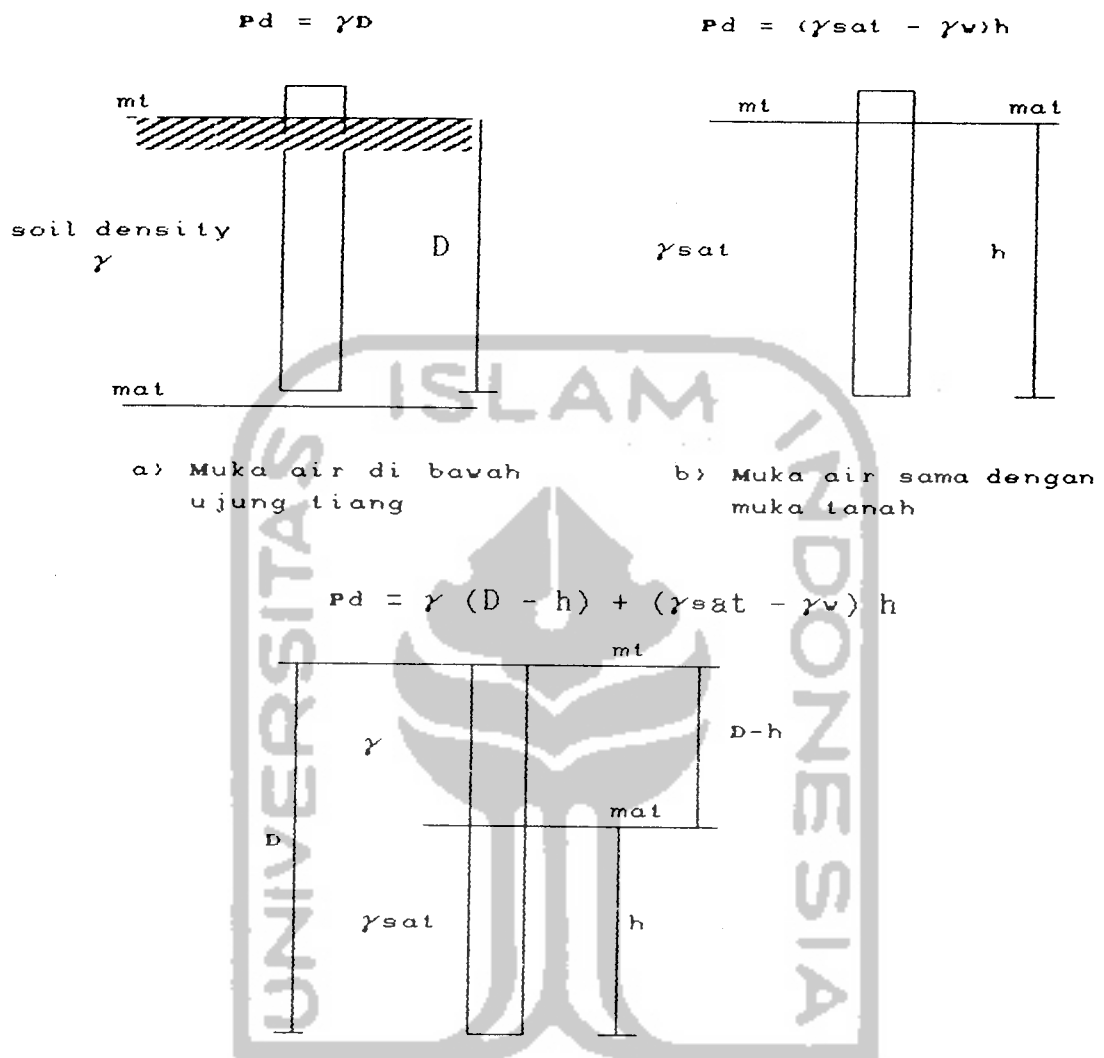 Pd = γD
mt
soil density
γ
D
mat
a) Muka air di bawah
ujung tiang
Pd = (γsat - γw)h
mt
mat
γsat
h
b) Muka air sama dengan
muka tanah
Pd = γ (D - h) + (γsat - γw) h
mt
γ
D-h
mat
D
γsat
h
UNIVERSITAS
ISLAM
INDONESIA